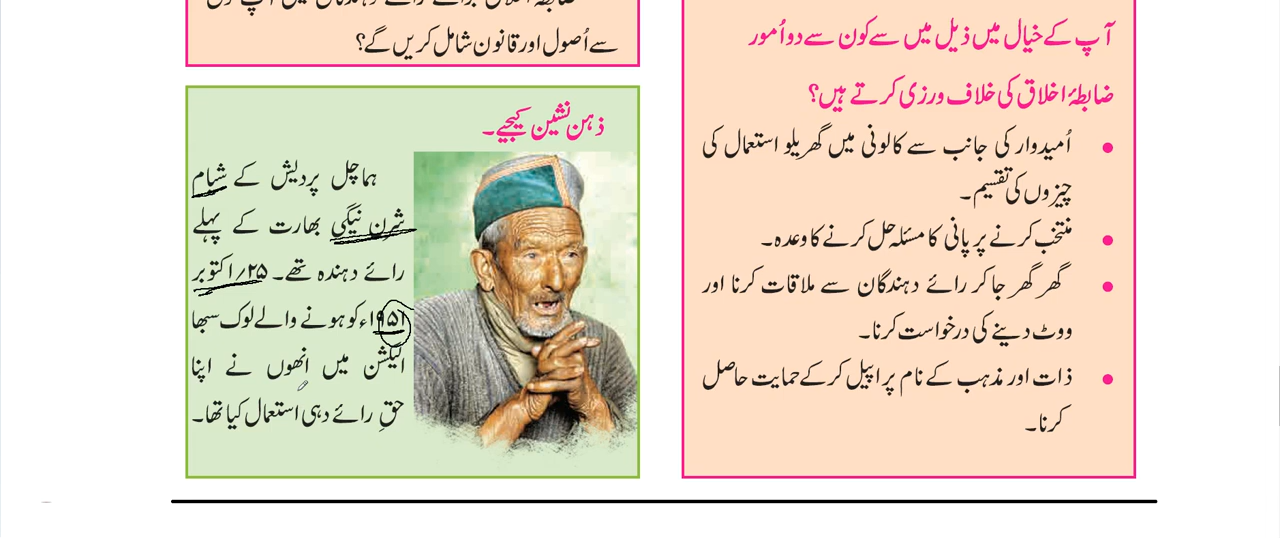 آپ کے خیال میں ذیل میں سے کون سے دو اُمور
ضابطۂ اخلاق کی خلاف ورزی کرتے ہیں؟
• اُمیدوار کی جانب سے کالونی میں گھریلو استعمال کی
چیزوں کی تقسیم۔
• منتخب کرنے پر پانی کا مسئلہ حل کرنے کا وعدہ۔
• گھر گھر جا کر رائے دہندگان سے ملاقات کرنا اور
ووٹ دینے کی درخواست کرنا۔
• ذات اور مذہب کے نام پر اپیل کر کے حمایت حاصل
کرنا۔
سے اُصول اور قانون شامل کریں گے؟
ذہن نشین کیجیے۔
ہماچل پردیش کے شیام
شرن نیگی بھارت کے پہلے
رائے دہندہ تھے۔ ۲۵؍اکتوبر
۱۹۵۱ء کو ہونے والے لوک سبھا
الیکشن میں انھوں نے اپنا
حقِ رائے دہی استعمال کیا تھا۔